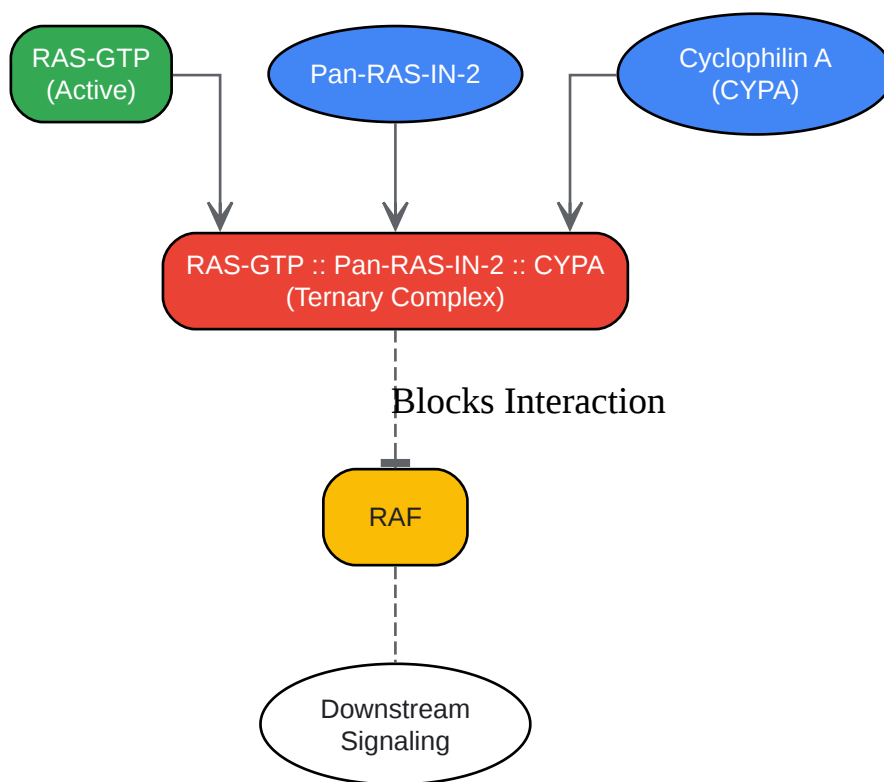 RAS-GTP
(Active)
Pan-RAS-IN-2
Cyclophilin A
(CYPA)
RAS-GTP :: Pan-RAS-IN-2 :: CYPA
(Ternary Complex)
Blocks Interaction
RAF
Downstream
Signaling